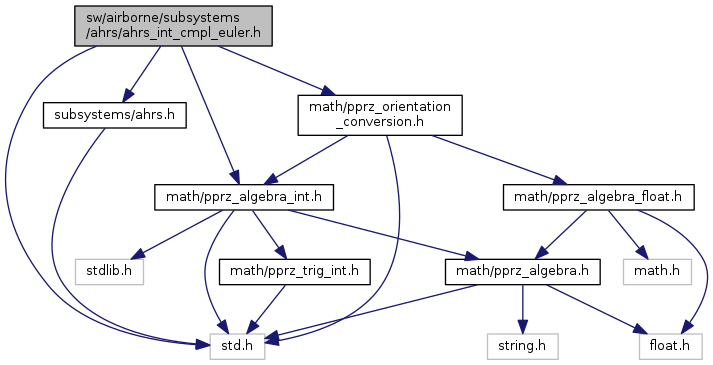 sw/airborne/subsystems
/ahrs/ahrs_int_cmpl_euler.h
subsystems/ahrs.h
math/pprz_orientation
_conversion.h
math/pprz_algebra_int.h
math/pprz_algebra_float.h
stdlib.h
math/pprz_trig_int.h
math/pprz_algebra.h
math.h
std.h
string.h
float.h